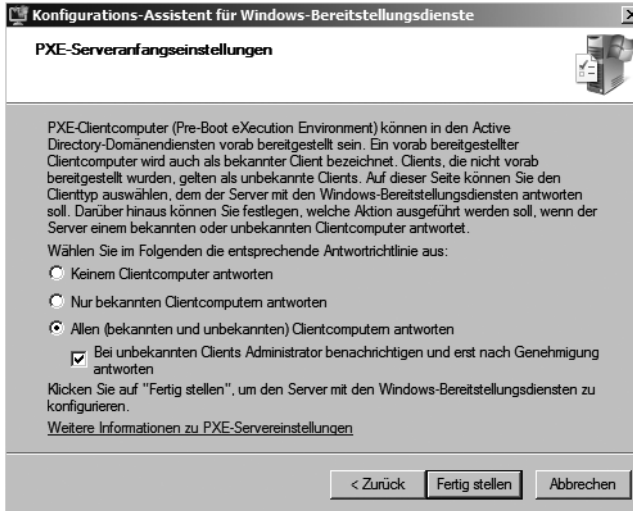 Konfigurations-Assistent für Windows-Bereitstellungsdienste
PXE-Serveranfangseinstellungen
PXE-Clientcomputer (Pre-Boot eXecution Environment) können in den Active
Directory-Domänendiensten vorab bereitgestellt sein. Ein vorab bereitgestellter
Clientcomputer wird auch als bekannter Client bezeichnet. Clients, die nicht vorab
bereitgestellt wurden, gelten als unbekannte Clients. Auf dieser Seite können Sie den
Clienttyp auswählen, dem der Server mit den Windows-Bereitstellungsdiensten antworten
soll. Darüber hinaus können Sie festlegen, welche Aktion ausgeführt werden soll, wenn der
Server einem bekannten oder unbekannten Clientcomputer antwortet.
Wählen Sie im Folgenden die entsprechende Antwortrichtlinie aus:
Keinem Clientcomputer antworten
Nur bekannten Clientcomputern antworten
Allen (bekannten und unbekannten) Clientcomputern antworten
Bei unbekannten Clients Administrator benachrichtigen und erst nach Genehmigung
antworten
Klicken Sie auf "Fertig stellen", um den Server mit den Windows-Bereitstellungsdiensten zu
konfigurieren.
Weitere Informationen zu PXE-Servereinstellungen
< Zurück Fertig stellen Abbrechen